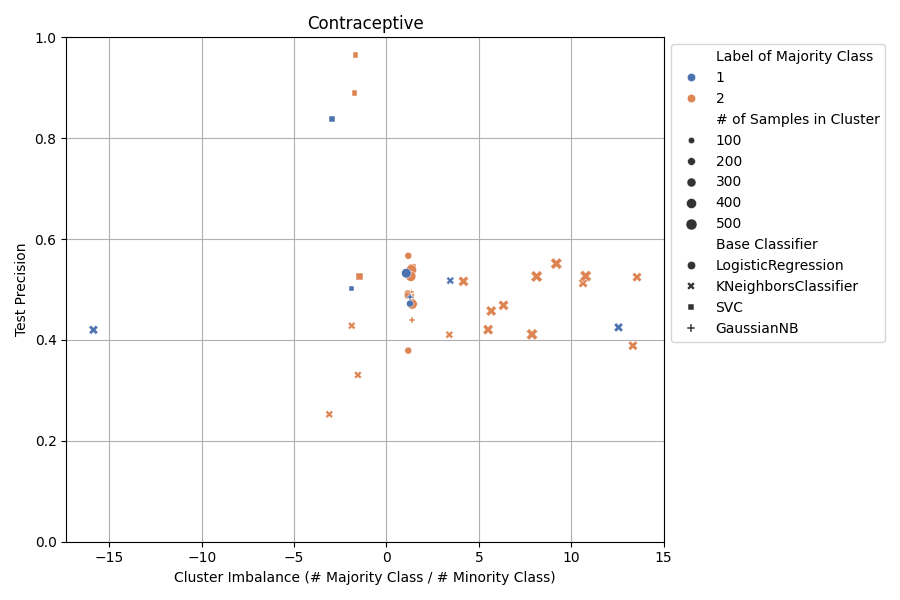 Contraceptive
1.0
0.8
0.6
0.4
0.2
0.0
Test Precision
−15
−10
−5
0
5
10
15
Cluster Imbalance (# Majority Class / # Minority Class)
Label of Majority Class
1
2
# of Samples in Cluster
100
200
300
400
500
Base Classifier
LogisticRegression
KNeighborsClassifier
SVC
GaussianNB